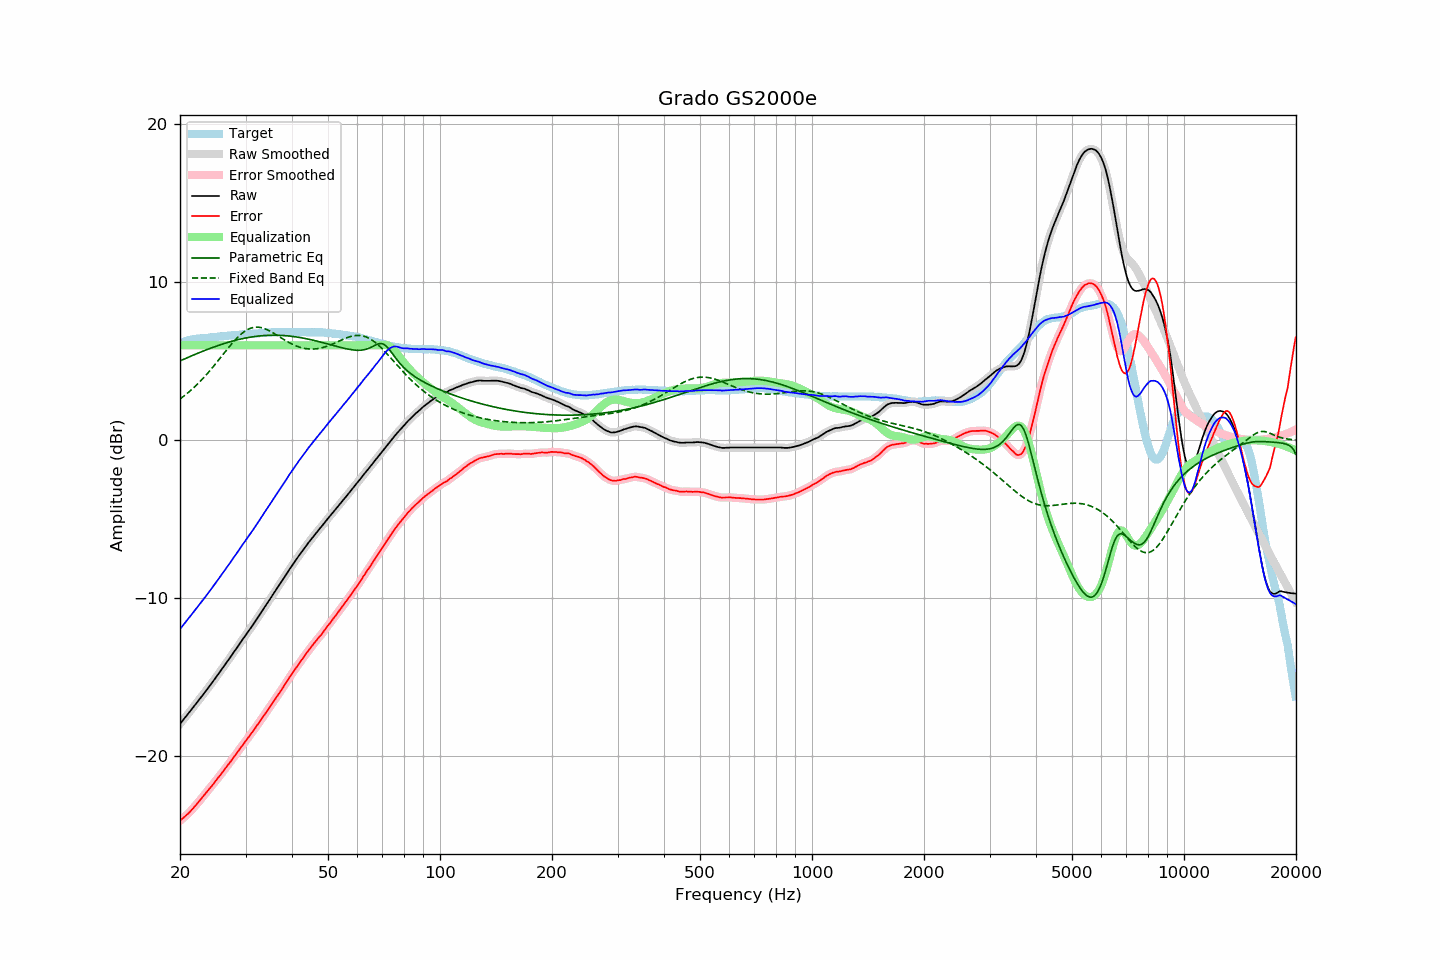 Grado GS2000e
Target
Raw Smoothed
Error Smoothed
Raw
Error
Equalization
Parametric Eq
Fixed Band Eq
Equalized
20
10
0
−10
−20
Amplitude (dBr)
20 50 100 200 500 1000 2000 5000 10000 20000
Frequency (Hz)